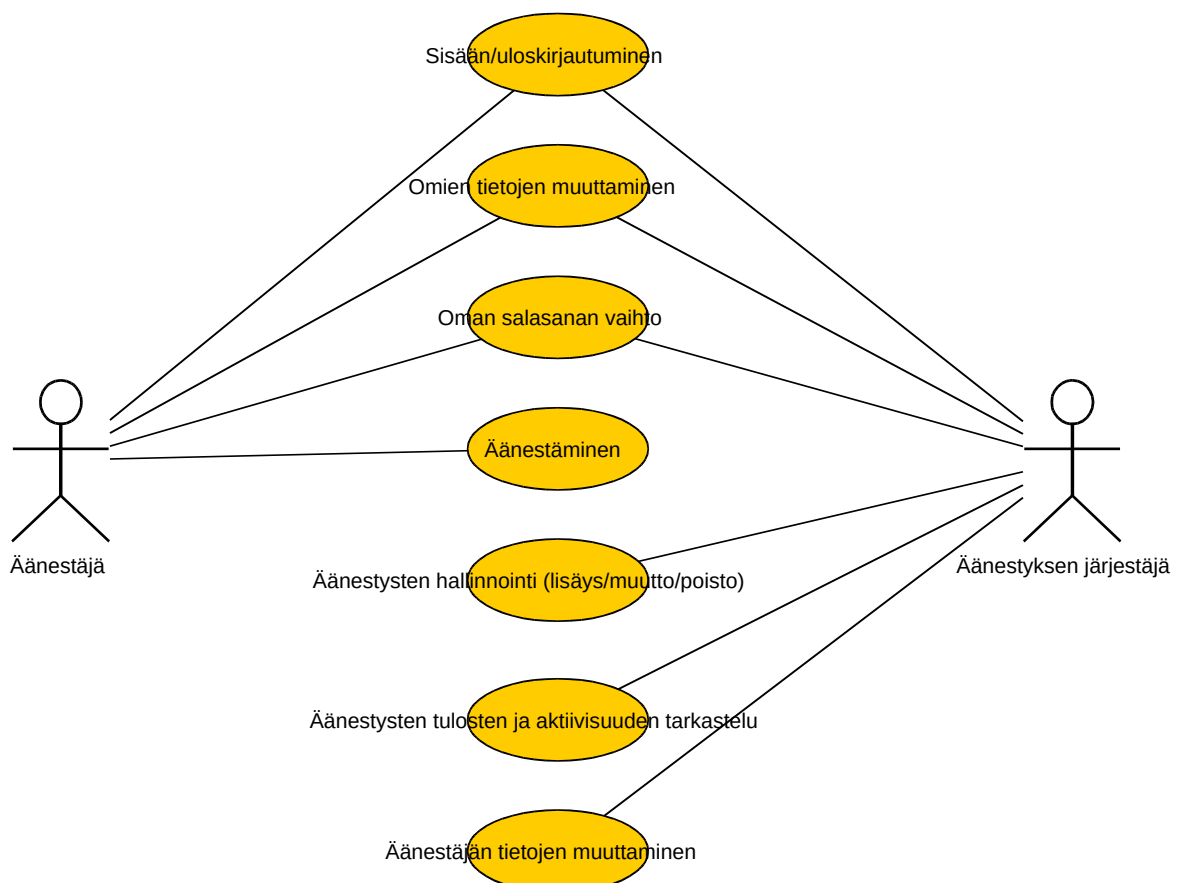 Sisään/uloskirjautuminen
Omien tietojen muuttaminen
Oman salasanan vaihto
Äänestäminen
Äänestäjä
Äänestyksen järjestäjä
Äänestysten hallinnointi (lisäys/muutto/poisto)
Äänestysten tulosten ja aktiivisuuden tarkastelu
Äänestäjän tietojen muuttaminen